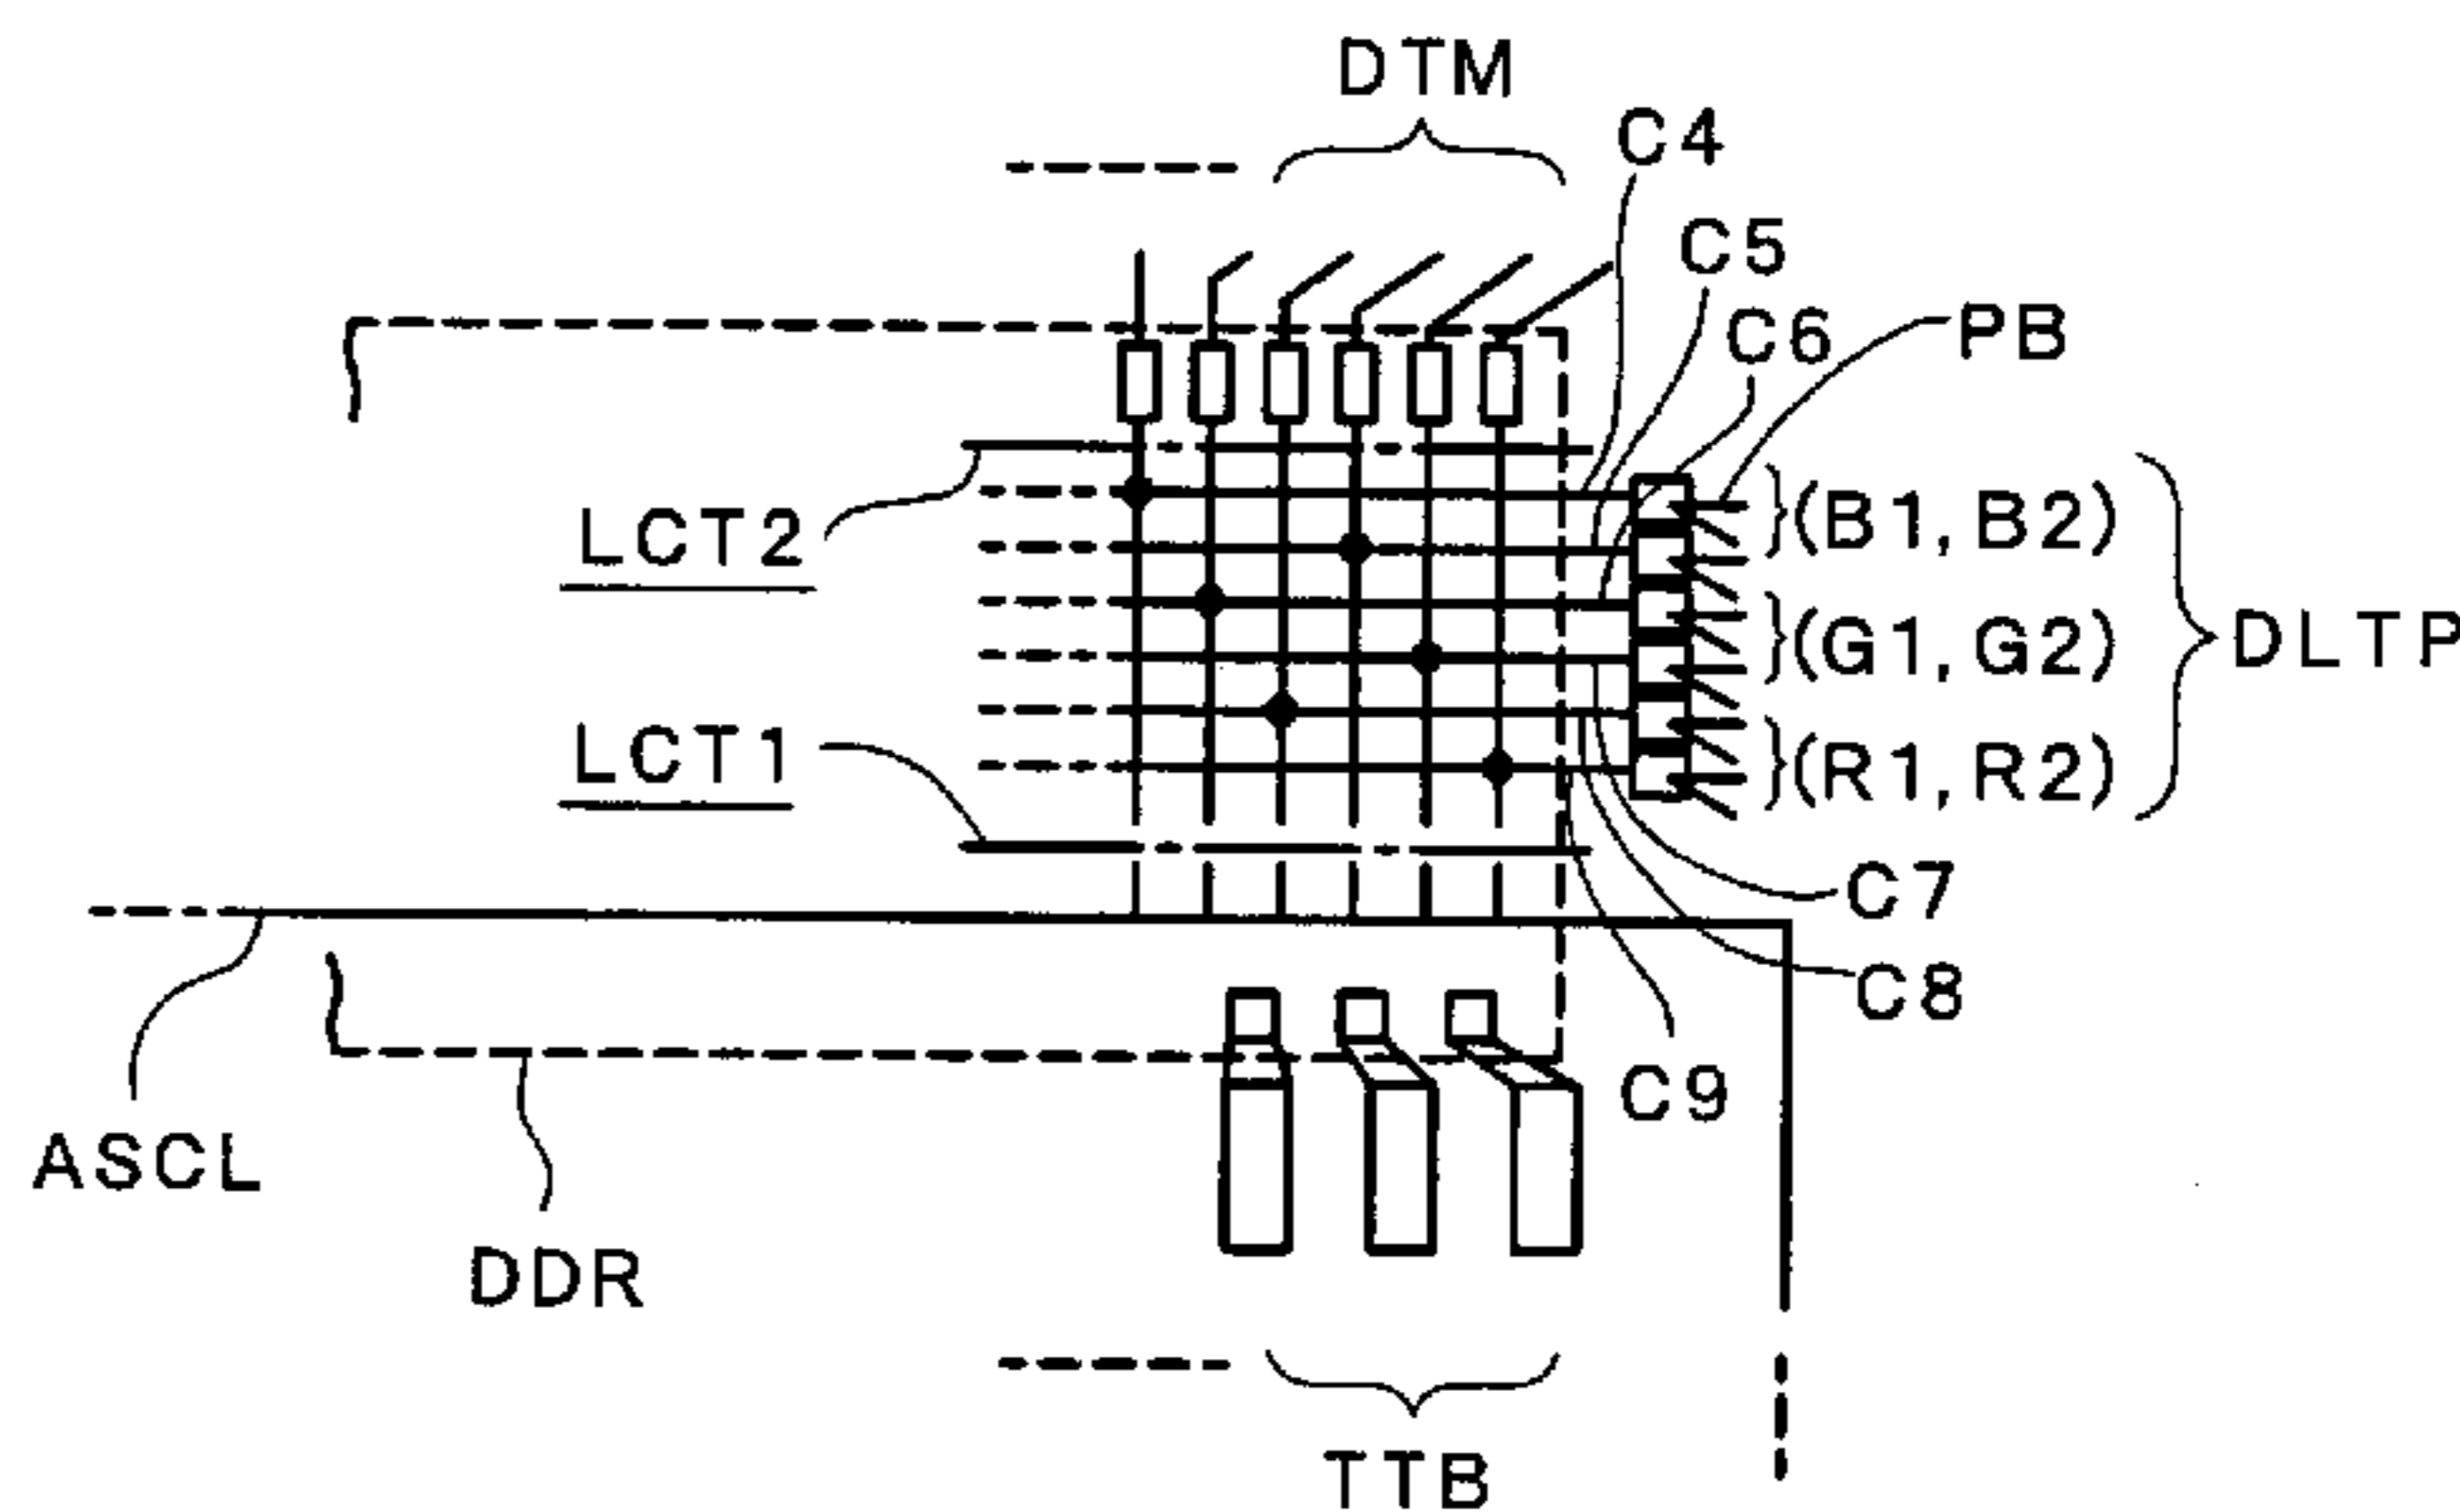 DTM
C4
C5
C6
PB
LCT2
(B1, B2)
(G1, G2)
DLTP
LCT1
(R1, R2)
C7
C8
C9
ASCL
DDR
TTB